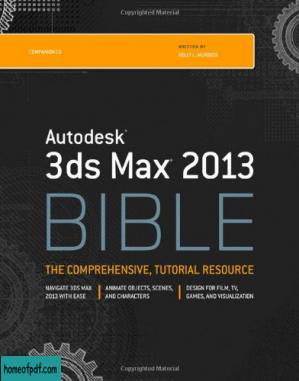 COMPANION CD
WRITTEN BY
KELLY L. MURDOCK
Autodesk®
3ds Max® 2013
BIBLE
THE COMPREHENSIVE, TUTORIAL RESOURCE
NAVIGATE 3DS MAX
2013 WITH EASE
ANIMATE OBJECTS, SCENES,
AND CHARACTERS
DESIGN FOR FILM, TV,
GAMES, AND VISUALIZATION
homeofpdf.com